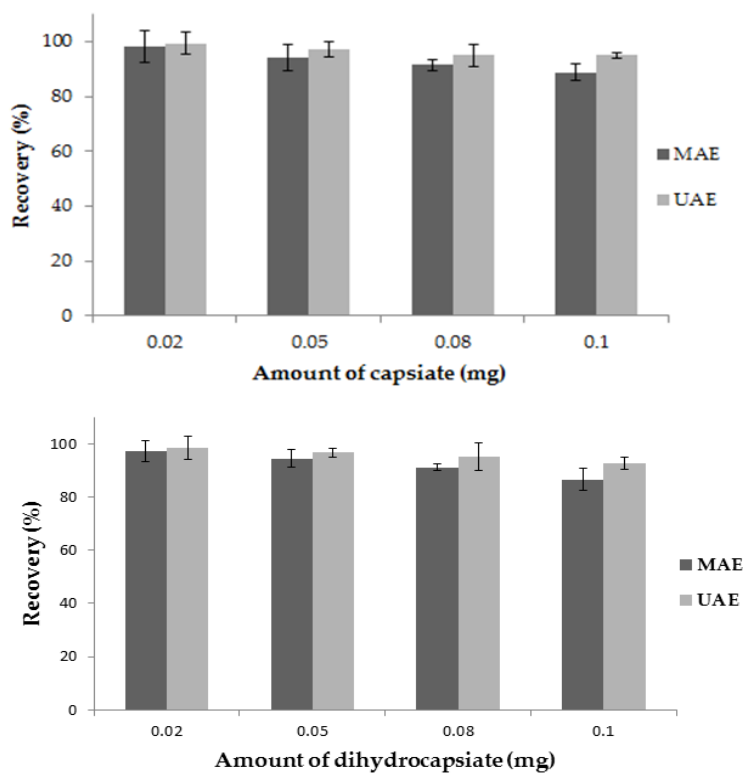 100
80
60
40
20
0
Recovery (%)
0.02 0.05 0.08 0.1
Amount of capsiate (mg)
MAE
UAE
100
80
60
40
20
0
Recovery (%)
0.02 0.05 0.08 0.1
Amount of dihydrocapsiate (mg)
MAE
UAE